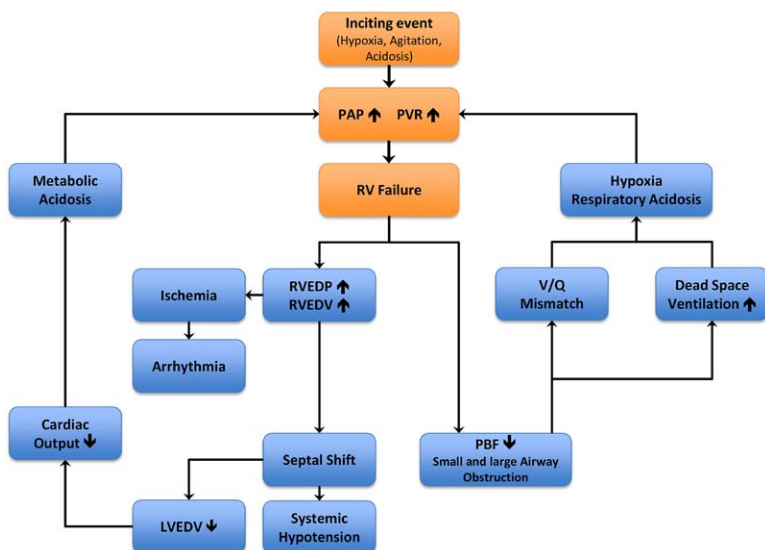 Inciting event
(Hypoxia, Agitation,
Acidosis)
PAP ↑ PVR ↑
Metabolic
Acidosis
RV Failure
Hypoxia
Respiratory Acidosis
Ischemia
RVEDP ↑
RVEDV ↑
V/Q
Mismatch
Dead Space
Ventilation ↑
Arrhythmia
Cardiac
Output ↓
Septal Shift
PBF ↓
Small and large Airway
Obstruction
LVEDV ↓
Systemic
Hypotension